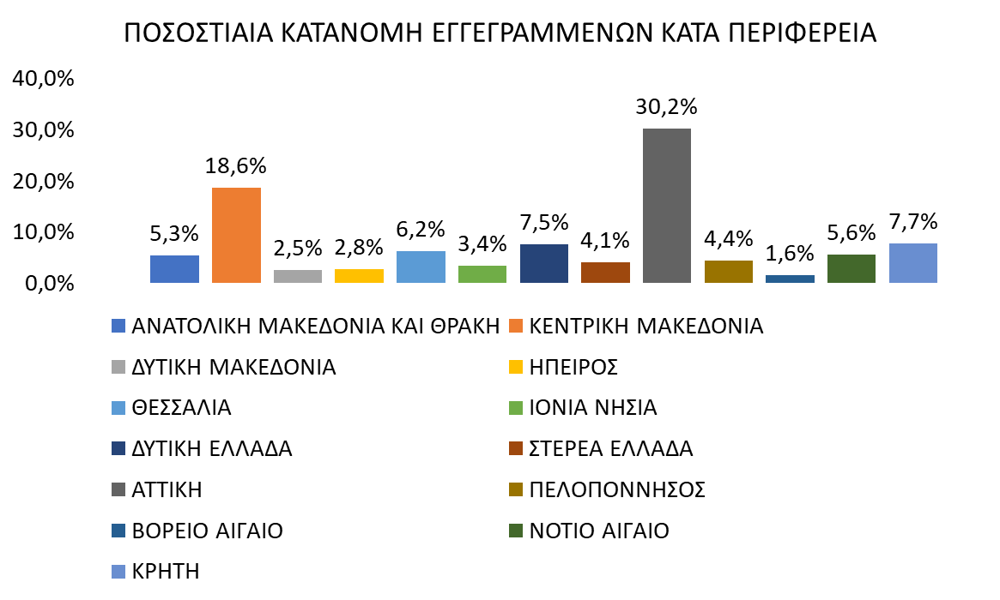 ΠΟΣΟΣΤΙΑΙΑ ΚΑΤΑΝΟΜΗ ΕΓΓΕΓΡΑΜΜΕΝΩΝ ΚΑΤΑ ΠΕΡΙΦΕΡΕΙΑ
40,0%
30,0%
20,0%
10,0%
0,0%
5,3%
18,6%
2,5%
2,8%
6,2%
3,4%
7,5%
4,1%
30,2%
4,4%
1,6%
5,6%
7,7%
ΑΝΑΤΟΛΙΚΗ ΜΑΚΕΔΟΝΙΑ ΚΑΙ ΘΡΑΚΗ
ΚΕΝΤΡΙΚΗ ΜΑΚΕΔΟΝΙΑ
ΔΥΤΙΚΗ ΜΑΚΕΔΟΝΙΑ
ΗΠΕΙΡΟΣ
ΘΕΣΣΑΛΙΑ
ΙΟΝΙΑ ΝΗΣΙΑ
ΔΥΤΙΚΗ ΕΛΛΑΔΑ
ΣΤΕΡΕΑ ΕΛΛΑΔΑ
ΑΤΤΙΚΗ
ΠΕΛΟΠΟΝΝΗΣΟΣ
ΒΟΡΕΙΟ ΑΙΓΑΙΟ
ΝΟΤΙΟ ΑΙΓΑΙΟ
ΚΡΗΤΗ